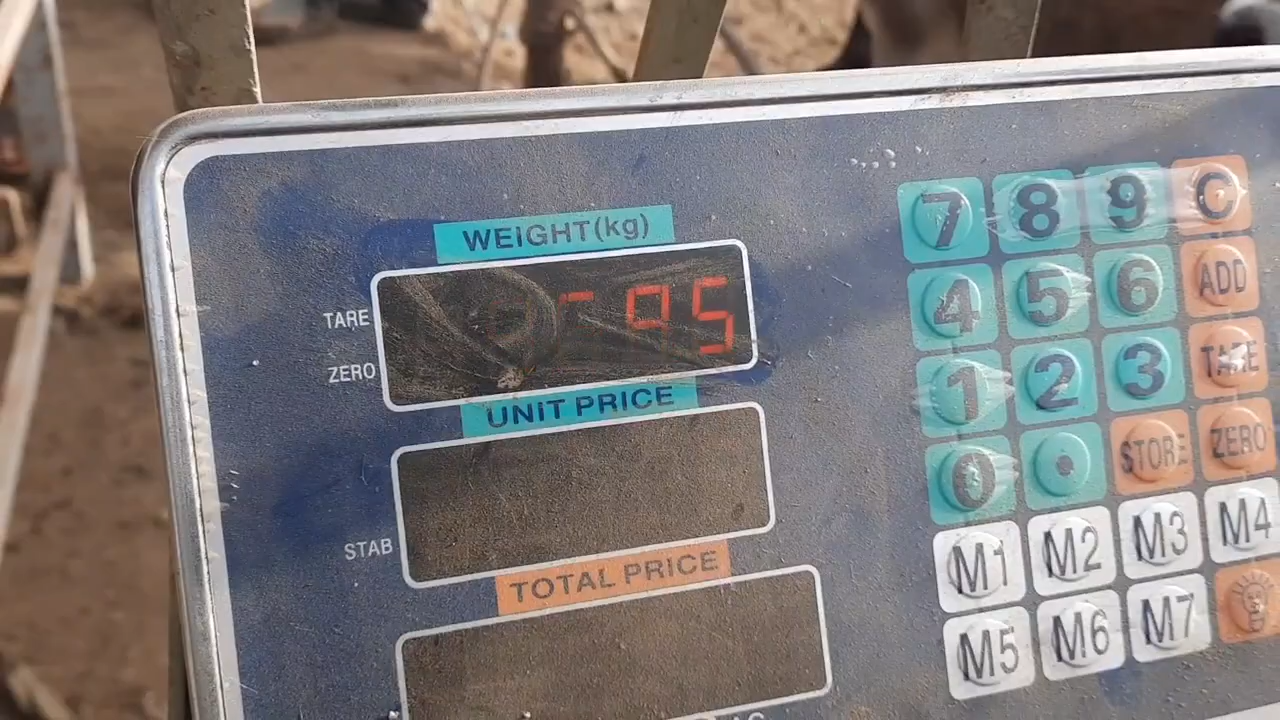 WEIGHT(kg)
TARE
ZERO
95
UNIT PRICE
STAB
TOTAL PRICE
7 8 9 C
4 5 6 ADD
1 2 3 TARE
0 . STORE ZERO
M1 M2 M3 M4
M5 M6 M7